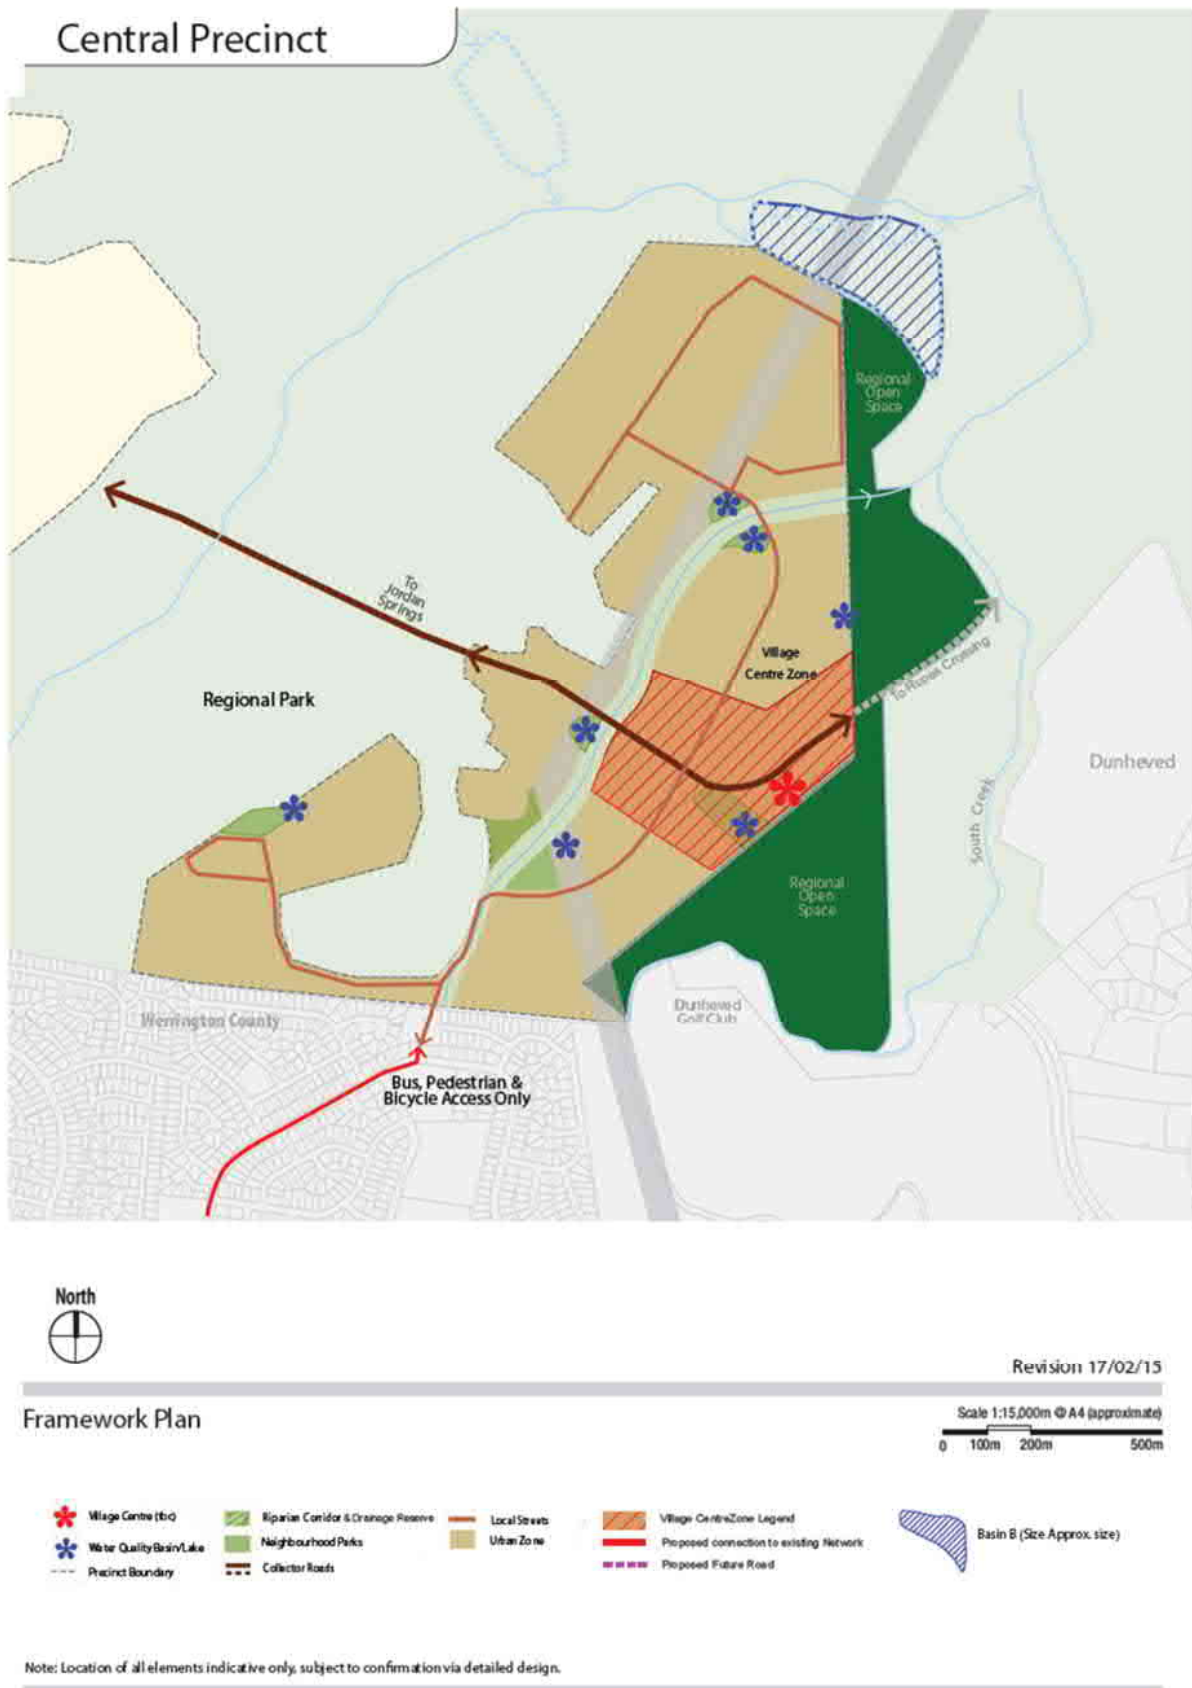 Central Precinct
Regional
Open
Space
To
Jordan
Springs
Village
Centre Zone
To Ropes Crossing
Regional Park
Dunheved
South Creek
Regional
Open
Space
Dunheved
Golf Club
Werrington County
Bus, Pedestrian &
Bicycle Access Only
North
Revision 17/02/15
Framework Plan
Scale 1:15,000m @ A4 (approximate)
0 100m 200m 500m
Village Centre (tbc)
Water Quality Basin/Lake
Precinct Boundary
Riparian Corridor & Drainage Reserve
Neighbourhood Parks
Collector Roads
Local Streets
Urban Zone
Village Centre Zone Legend
Proposed connection to existing Network
Proposed Future Road
Basin B (Size Approx. size)
Note: Location of all elements indicative only, subject to confirmation via detailed design.